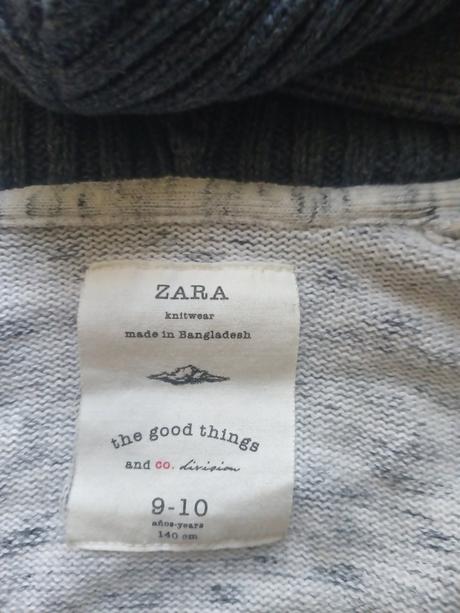 ZARA
knitwear
made in Bangladesh
the good things
and co. division
9-10
años-years
140 cm